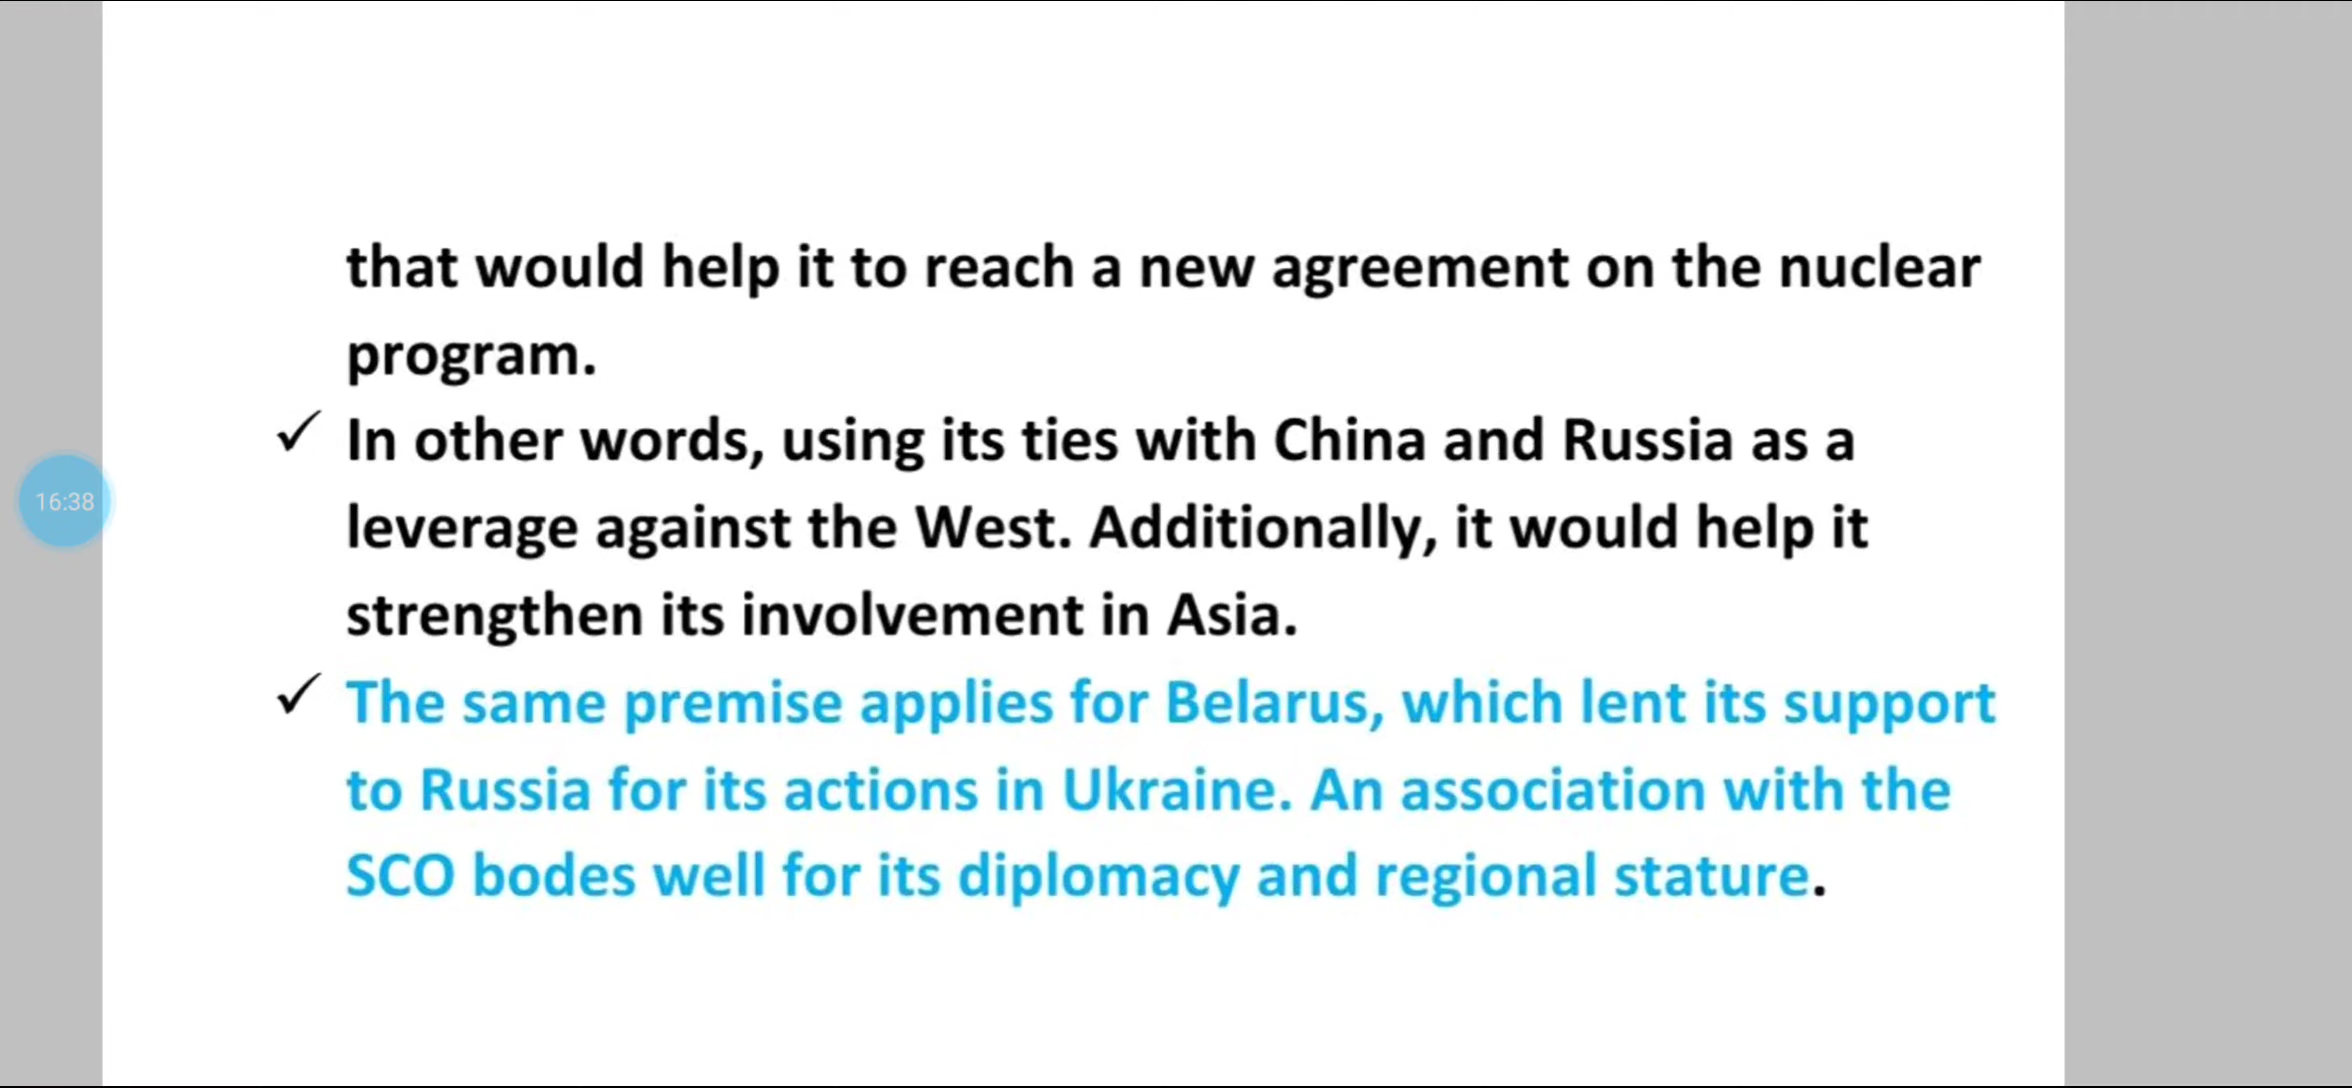 that would help it to reach a new agreement on the nuclear
program.
✓ In other words, using its ties with China and Russia as a
leverage against the West. Additionally, it would help it
strengthen its involvement in Asia.
✓ The same premise applies for Belarus, which lent its support
to Russia for its actions in Ukraine. An association with the
SCO bodes well for its diplomacy and regional stature.
16:38